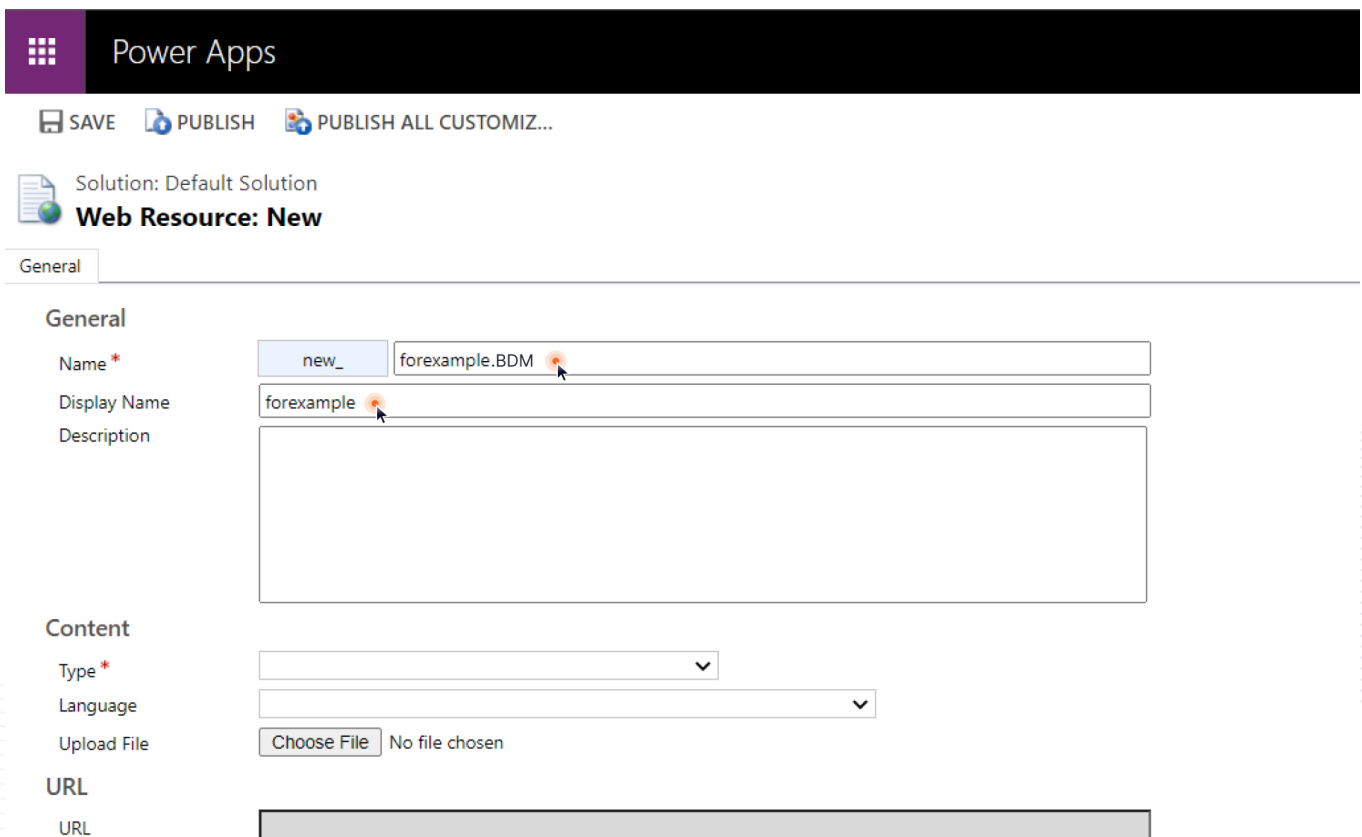 Power Apps
SAVE PUBLISH PUBLISH ALL CUSTOMIZ...
Solution: Default Solution
Web Resource: New
General
General
Name * new_ forexample.BDM
Display Name forexample
Description
Content
Type *
Language
Upload File Choose File No file chosen
URL
URL